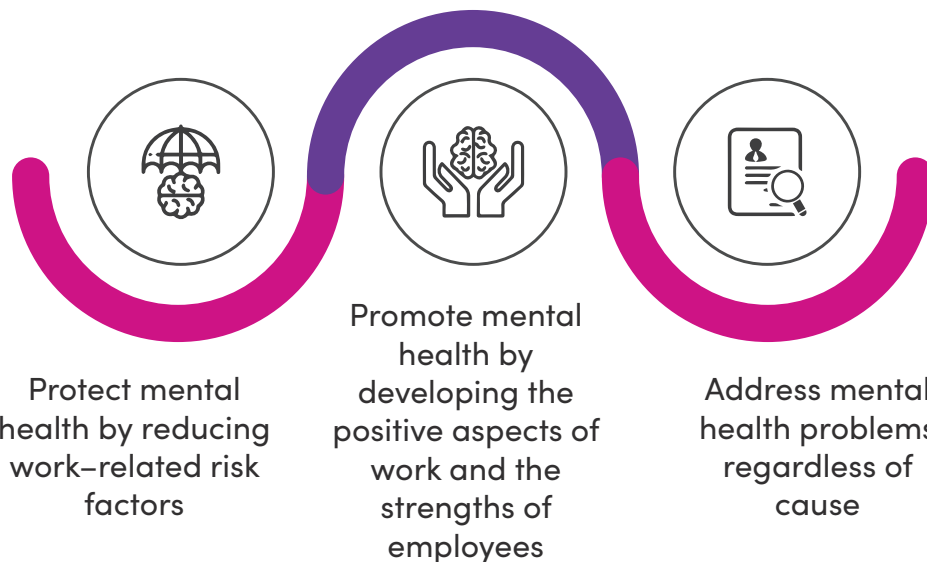 Protect mental
health by reducing
work–related risk
factors
Promote mental
health by
developing the
positive aspects of
work and the
strengths of
employees
Address mental
health problems
regardless of
cause